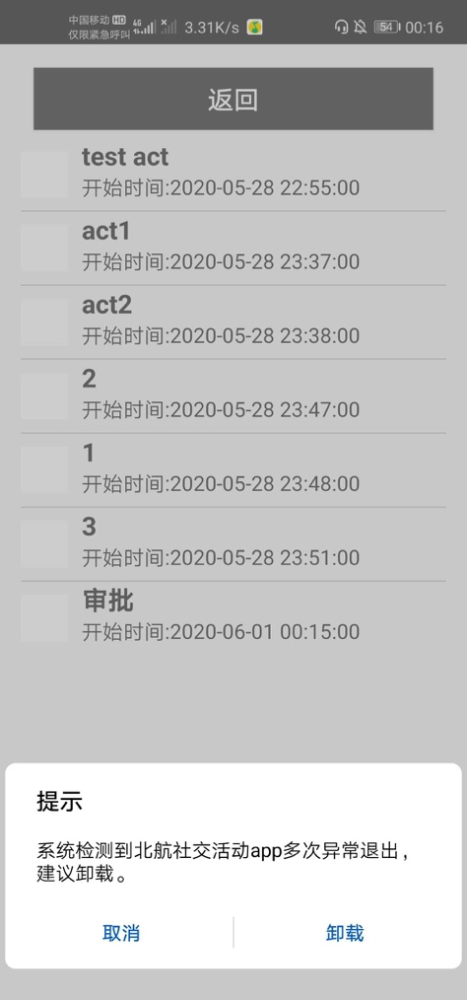 中国移动 HD 4G 3.31K/s 54 00:16
仅限紧急呼叫
返回
test act
开始时间:2020-05-28 22:55:00
act1
开始时间:2020-05-28 23:37:00
act2
开始时间:2020-05-28 23:38:00
2
开始时间:2020-05-28 23:47:00
1
开始时间:2020-05-28 23:48:00
3
开始时间:2020-05-28 23:51:00
审批
开始时间:2020-06-01 00:15:00
提示
系统检测到北航社交活动app多次异常退出，
建议卸载。
取消 卸载